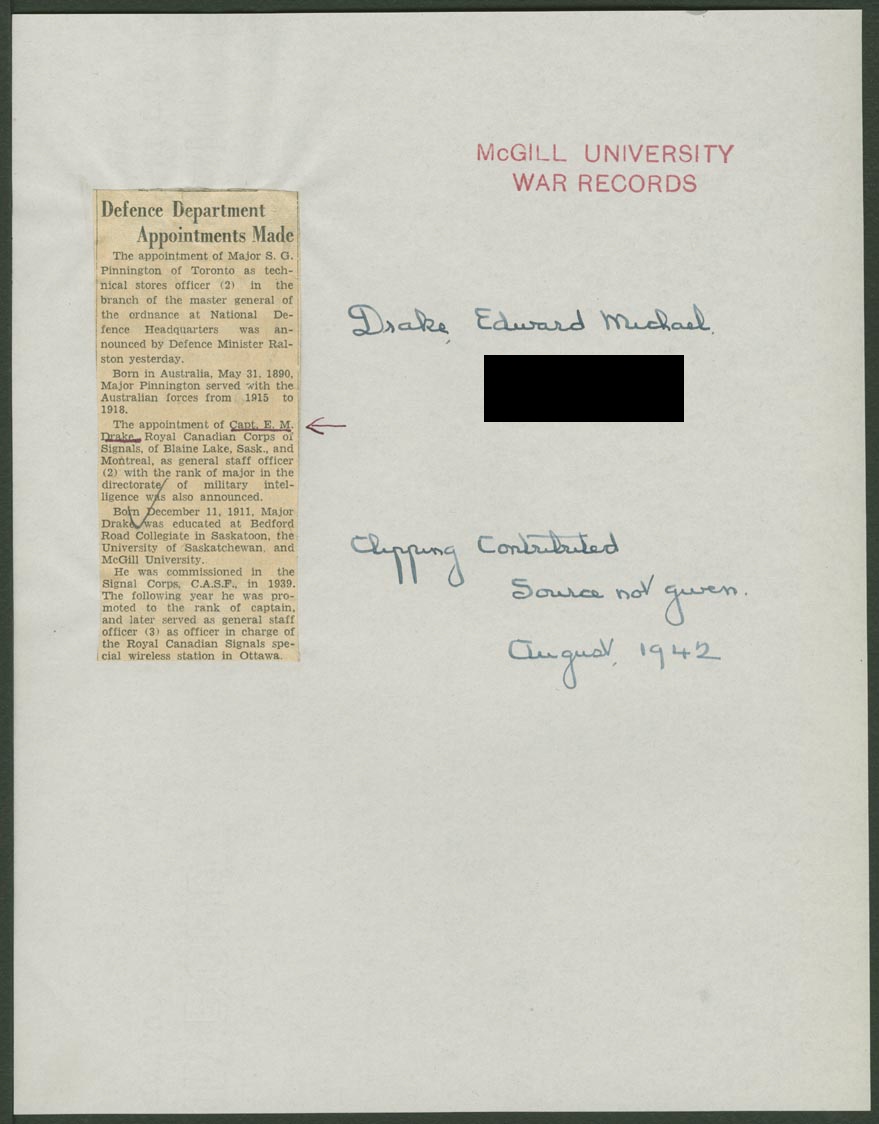 McGILL UNIVERSITY
WAR RECORDS
Defence Department
Appointments Made
The appointment of Major S. G.
Pinnington of Toronto as tech-
nical stores officer (2) in the
branch of the master general of
the ordnance at National De-
fence Headquarters was an-
nounced by Defence Minister Ral-
ston yesterday.
Born in Australia, May 31, 1890,
Major Pinnington served with the
Australian forces from 1915 to
1918.
The appointment of Capt. E. M.
Drake, Royal Canadian Corps of
Signals, of Blaine Lake, Sask., and
Montreal, as general staff officer
(2) with the rank of major in the
directorate of military intel-
ligence was also announced.
Born December 11, 1911, Major
Drake was educated at Bedford
Road Collegiate in Saskatoon, the
University of Saskatchewan, and
McGill University.
He was commissioned in the
Signal Corps, C.A.S.F., in 1939.
The following year he was pro-
moted to the rank of captain,
and later served as general staff
officer (3) as officer in charge of
the Royal Canadian Signals spe-
cial wireless station in Ottawa.
Drake, Edward Michael.
Clipping Contributed
Source not given.
August, 1942